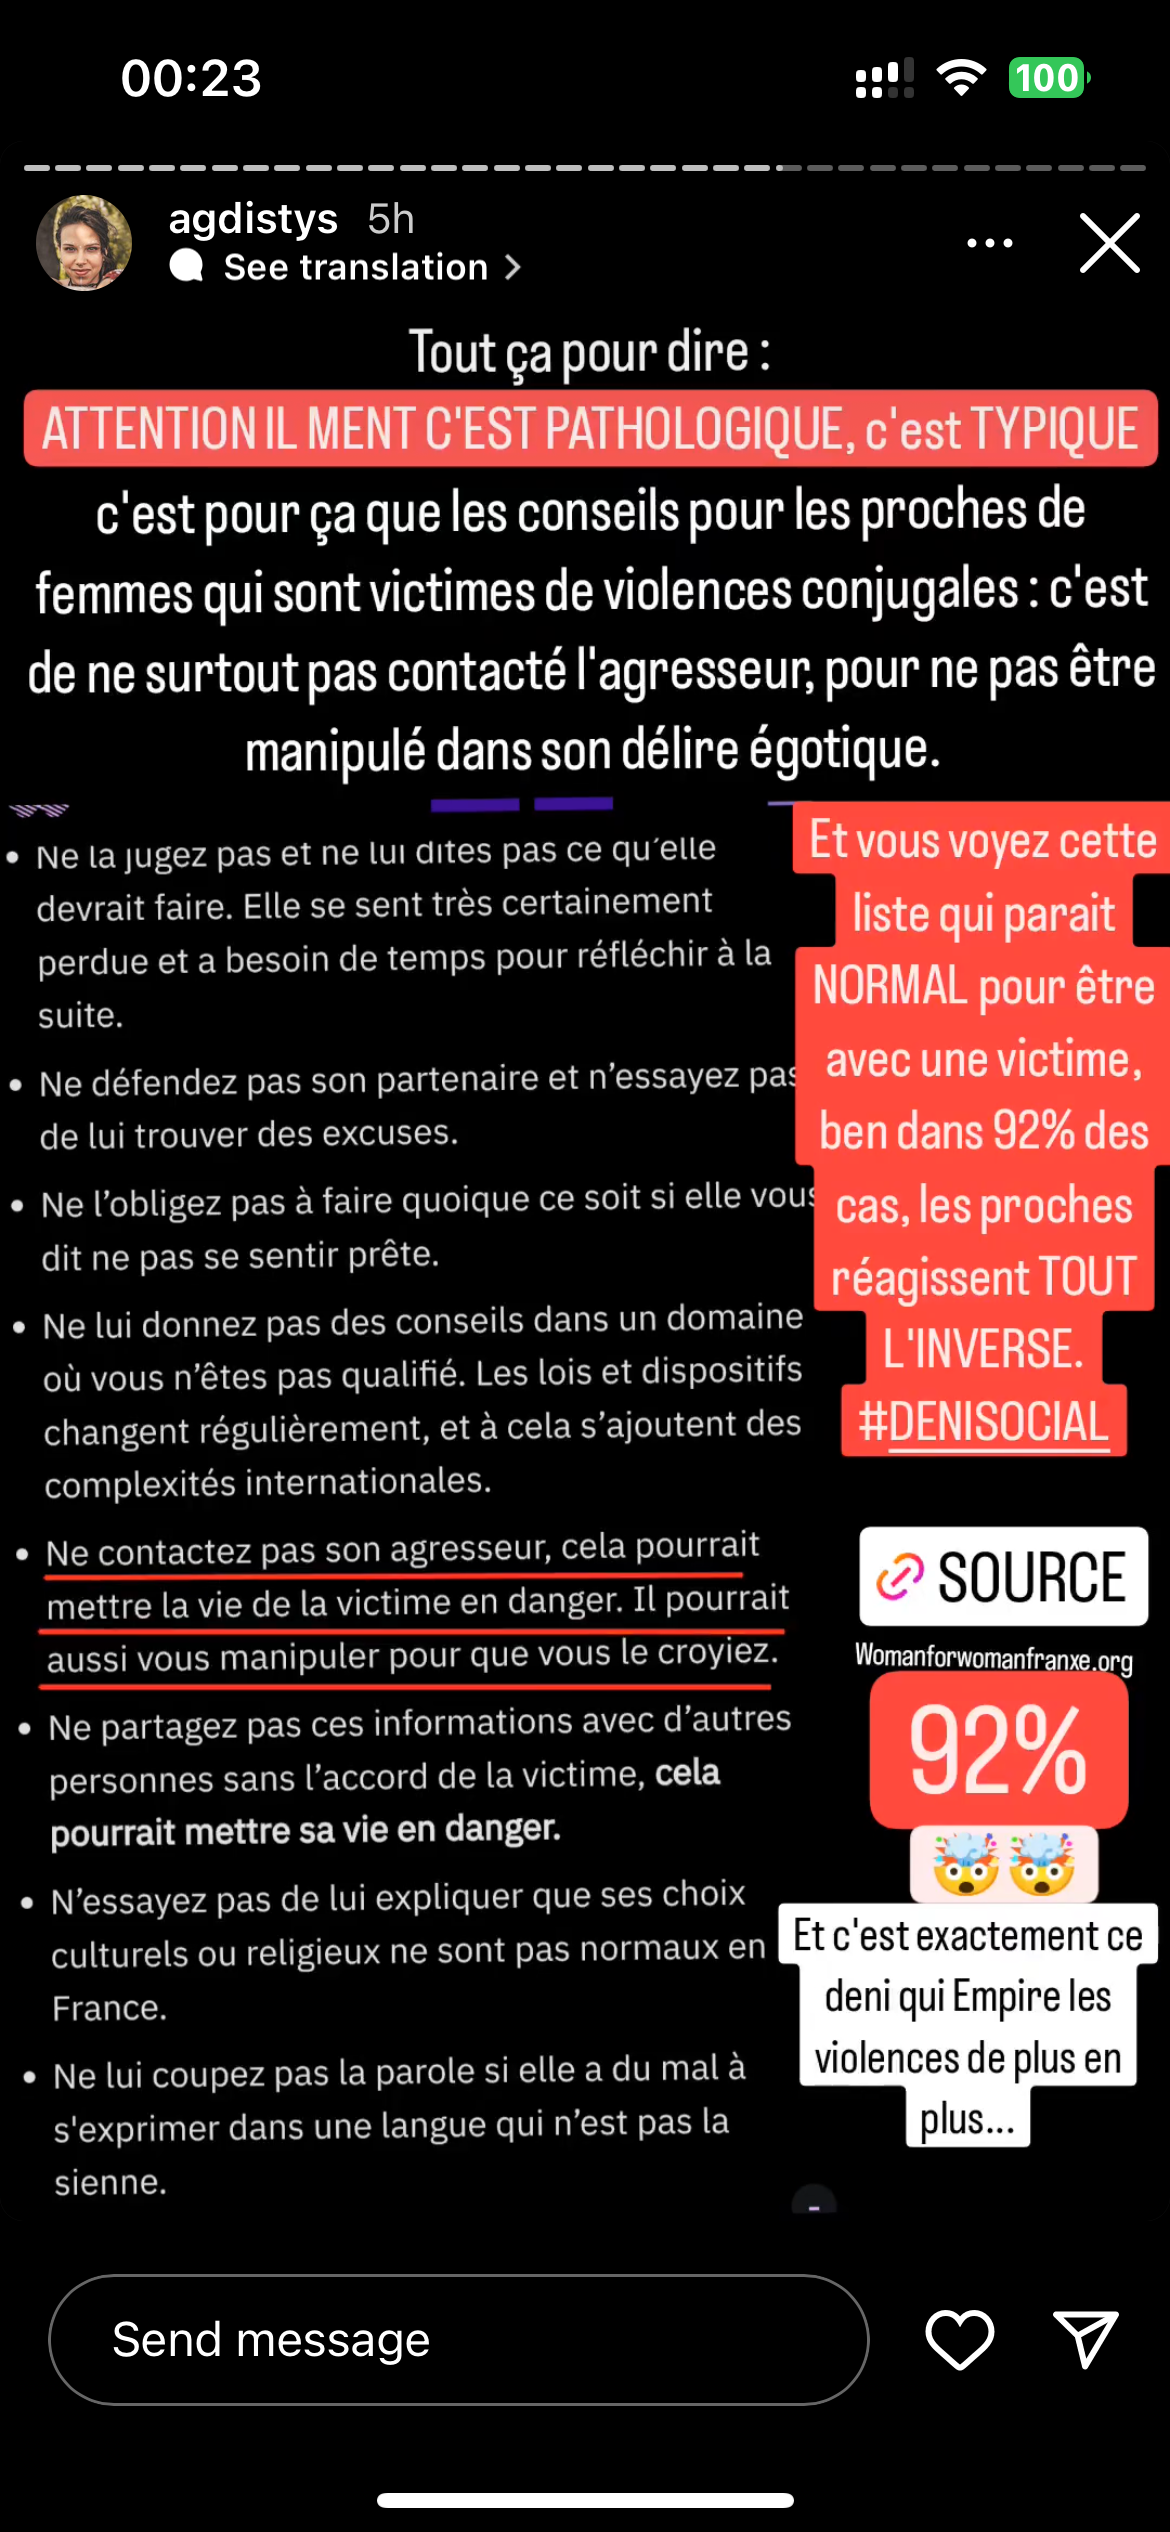 00:23
100
agdistys 5h
See translation >
Tout ça pour dire :
ATTENTION IL MENT C'EST PATHOLOGIQUE, c'est TYPIQUE
c'est pour ça que les conseils pour les proches de
femmes qui sont victimes de violences conjugales : c'est
de ne surtout pas contacté l'agresseur, pour ne pas être
manipulé dans son délire égotique.
• Ne la jugez pas et ne lui dites pas ce qu'elle
devrait faire. Elle se sent très certainement
perdue et a besoin de temps pour réfléchir à la
suite.
• Ne défendez pas son partenaire et n'essayez pas
de lui trouver des excuses.
• Ne l'obligez pas à faire quoique ce soit si elle vous
dit ne pas se sentir prête.
• Ne lui donnez pas des conseils dans un domaine
où vous n'êtes pas qualifié. Les lois et dispositifs
changent régulièrement, et à cela s'ajoutent des
complexités internationales.
• Ne contactez pas son agresseur, cela pourrait
mettre la vie de la victime en danger. Il pourrait
aussi vous manipuler pour que vous le croyiez.
• Ne partagez pas ces informations avec d'autres
personnes sans l'accord de la victime, cela
pourrait mettre sa vie en danger.
• N'essayez pas de lui expliquer que ses choix
culturels ou religieux ne sont pas normaux en
France.
• Ne lui coupez pas la parole si elle a du mal à
s'exprimer dans une langue qui n'est pas la
sienne.
Et vous voyez cette
liste qui parait
NORMAL pour être
avec une victime,
ben dans 92% des
cas, les proches
réagissent TOUT
L'INVERSE.
#DENISOCIAL
SOURCE
Womanforwomanfranxe.org
92%
🤯🤯
Et c'est exactement ce
deni qui Empire les
violences de plus en
plus...
Send message